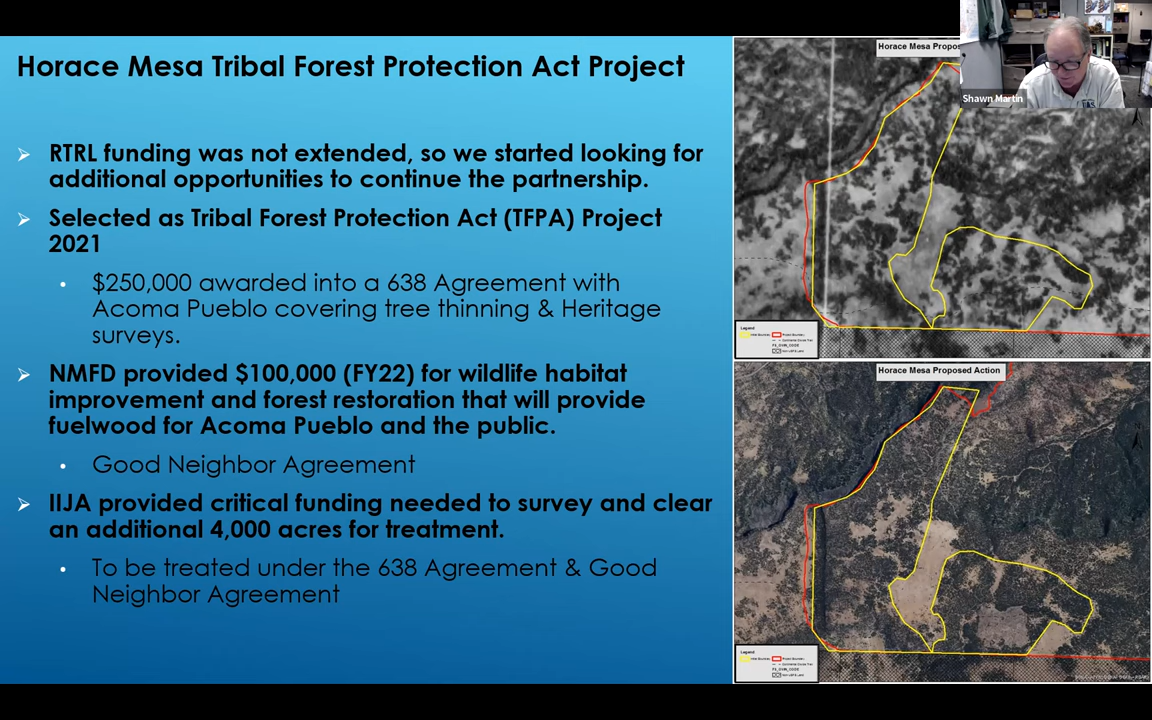 Horace Mesa Tribal Forest Protection Act Project
RTRL funding was not extended, so we started looking for
additional opportunities to continue the partnership.
Selected as Tribal Forest Protection Act (TFPA) Project
2021
$250,000 awarded into a 638 Agreement with
Acoma Pueblo covering tree thinning & Heritage
surveys.
NMFD provided $100,000 (FY22) for wildlife habitat
improvement and forest restoration that will provide
fuelwood for Acoma Pueblo and the public.
Good Neighbor Agreement
IIJA provided critical funding needed to survey and clear
an additional 4,000 acres for treatment.
To be treated under the 638 Agreement & Good
Neighbor Agreement
Horace Mesa Propos
Shawn Martin
Legend
Horace Mesa Proposed Action
Legend